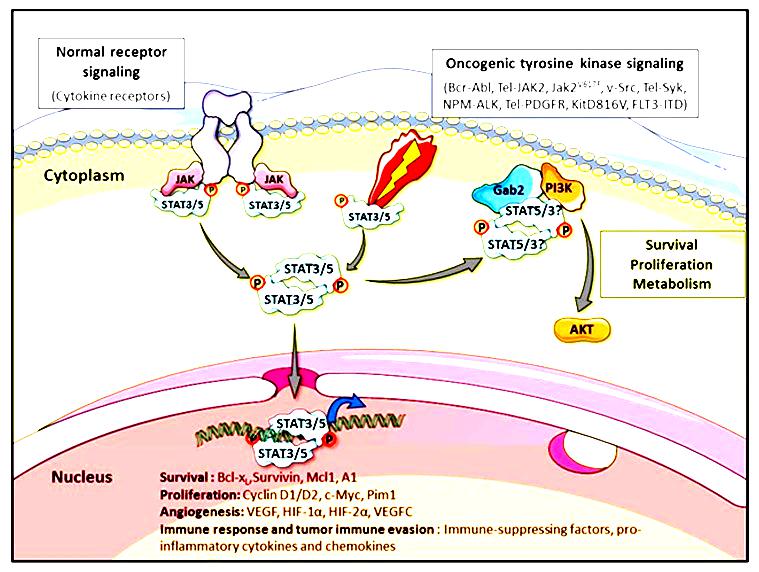 Normal receptor
signaling
(Cytokine receptors)
Oncogenic tyrosine kinase signaling
(Bcr-Abl, Tel-JAK2, Jak2V617F, v-Src, Tel-Syk,
NPM-ALK, Tel-PDGFR, KitD816V, FLT3-ITD)
Cytoplasm
JAK
JAK
P
P
STAT3/5
STAT3/5
P
STAT3/5
Gab2
PI3K
STAT5/3?
P
P
STAT5/3?
Survival
Proliferation
Metabolism
STAT3/5
P
P
STAT3/5
AKT
STAT3/5
P
P
STAT3/5
Nucleus
Survival : Bcl-xL, Survivin, Mcl1, A1
Proliferation: Cyclin D1/D2, c-Myc, Pim1
Angiogenesis: VEGF, HIF-1α, HIF-2α, VEGFC
Immune response and tumor immune evasion : Immune-suppressing factors, pro-
inflammatory cytokines and chemokines